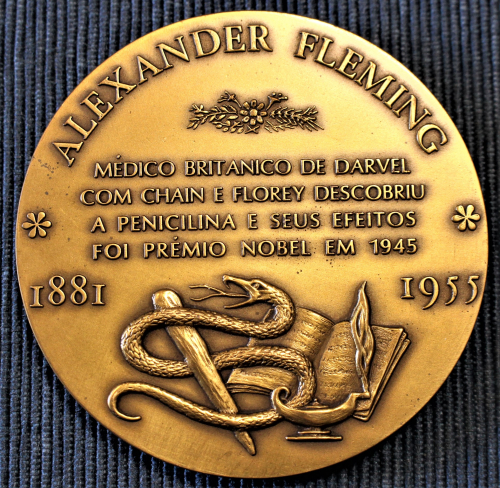 ALEXANDER FLEMING
MÉDICO BRITANICO DE DARVEL
COM CHAIN E FLOREY DESCOBRIU
A PENICILINA E SEUS EFEITOS
FOI PRÉMIO NOBEL EM 1945
1881
1955